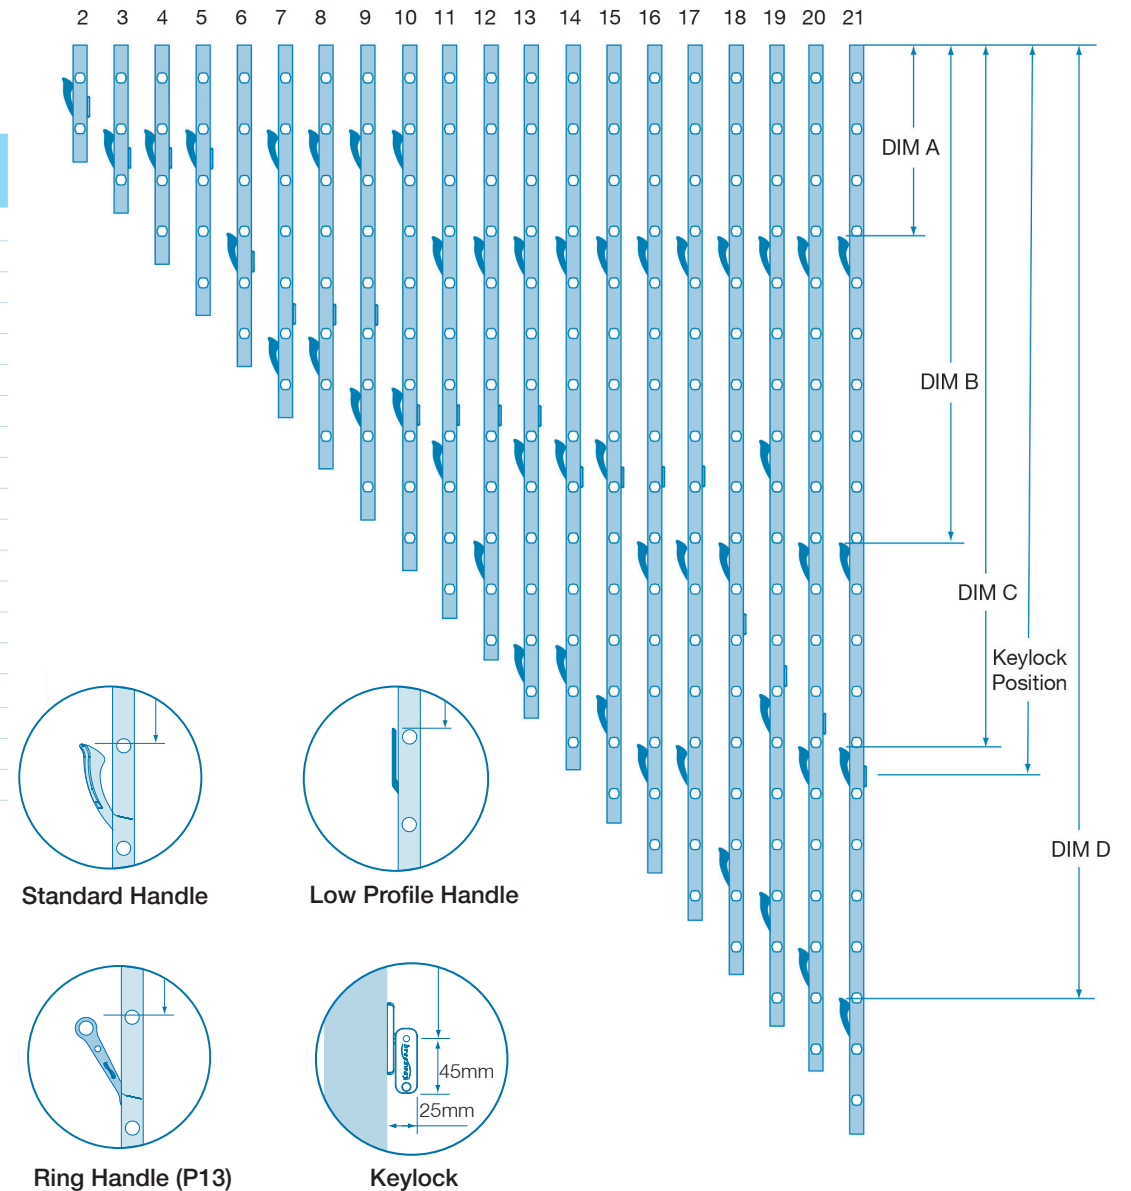 2 3 4 5 6 7 8 9 10 11 12 13 14 15 16 17 18 19 20 21
DIM A
DIM B
DIM C
Keylock
Position
DIM D
Standard Handle
Low Profile Handle
45mm
25mm
Ring Handle (P13)
Keylock